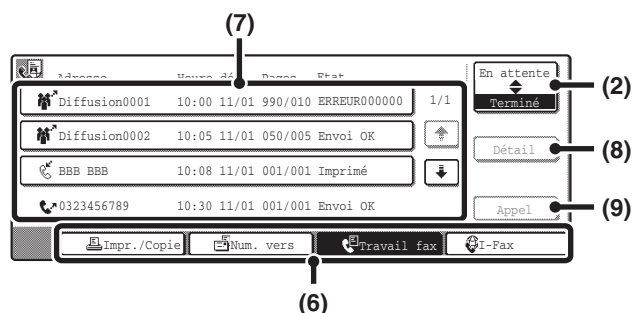 (7)
Adresse Heure dé Pages Etat
En attente
Terminé
(2)
Diffusion0001 10:00 11/01 990/010 ERREUR000000 1/1
Diffusion0002 10:05 11/01 050/005 Envoi OK
Détail
(8)
BBB BBB 10:08 11/01 001/001 Imprimé
0323456789 10:30 11/01 001/001 Envoi OK
Appel
(9)
Impr./Copie Num. vers Travail fax I-Fax
(6)